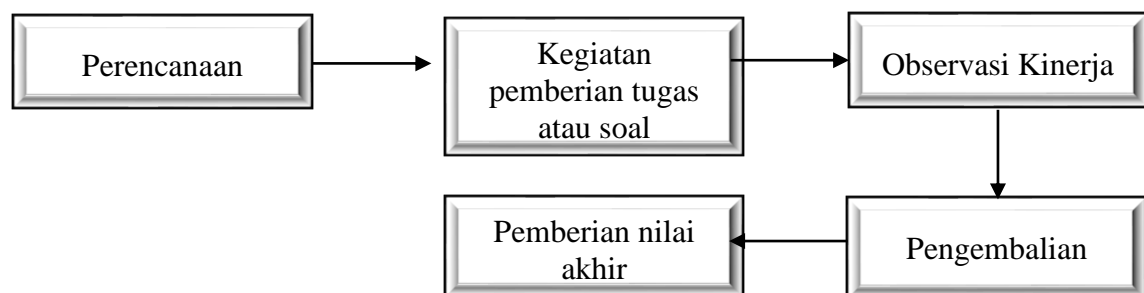 Perencanaan
Kegiatan
pemberian tugas
atau soal
Observasi Kinerja
Pengembalian
Pemberian nilai
akhir